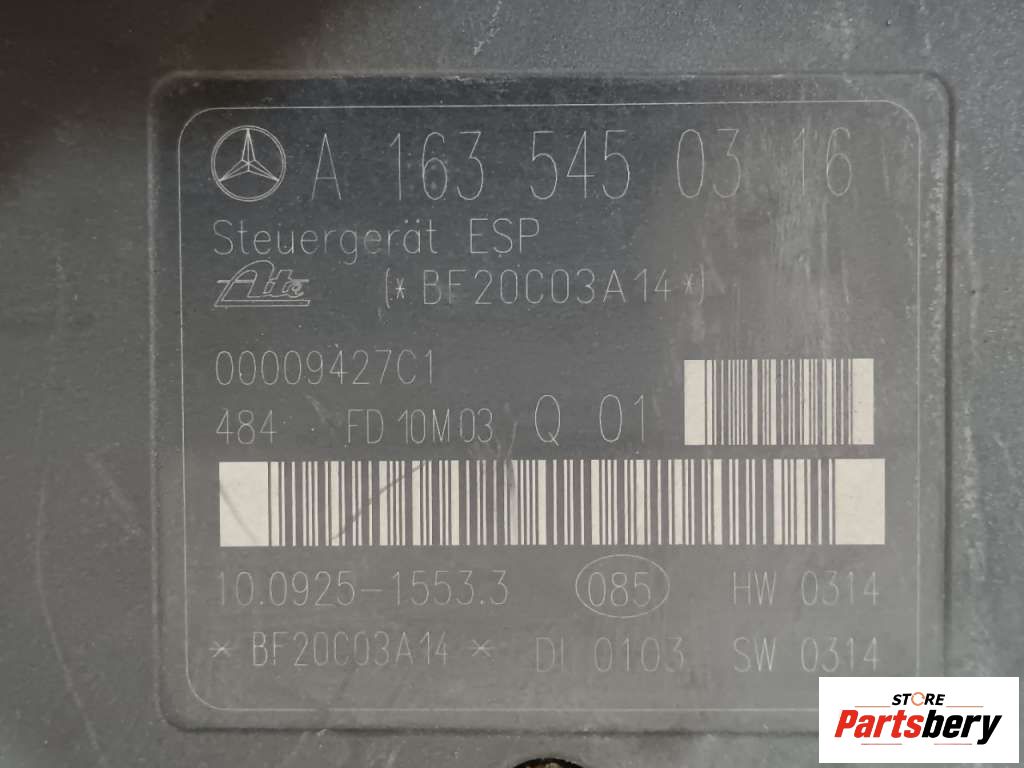 A 163 545 03 16
Steuergerät ESP
Ate (*BF20C03A14*)
00009427C1
484 FD 10M03 Q 01
10.0925-1553.3 085 HW 0314
* BF20C03A14 * DI 0103 SW 0314
STORE
Partsbery